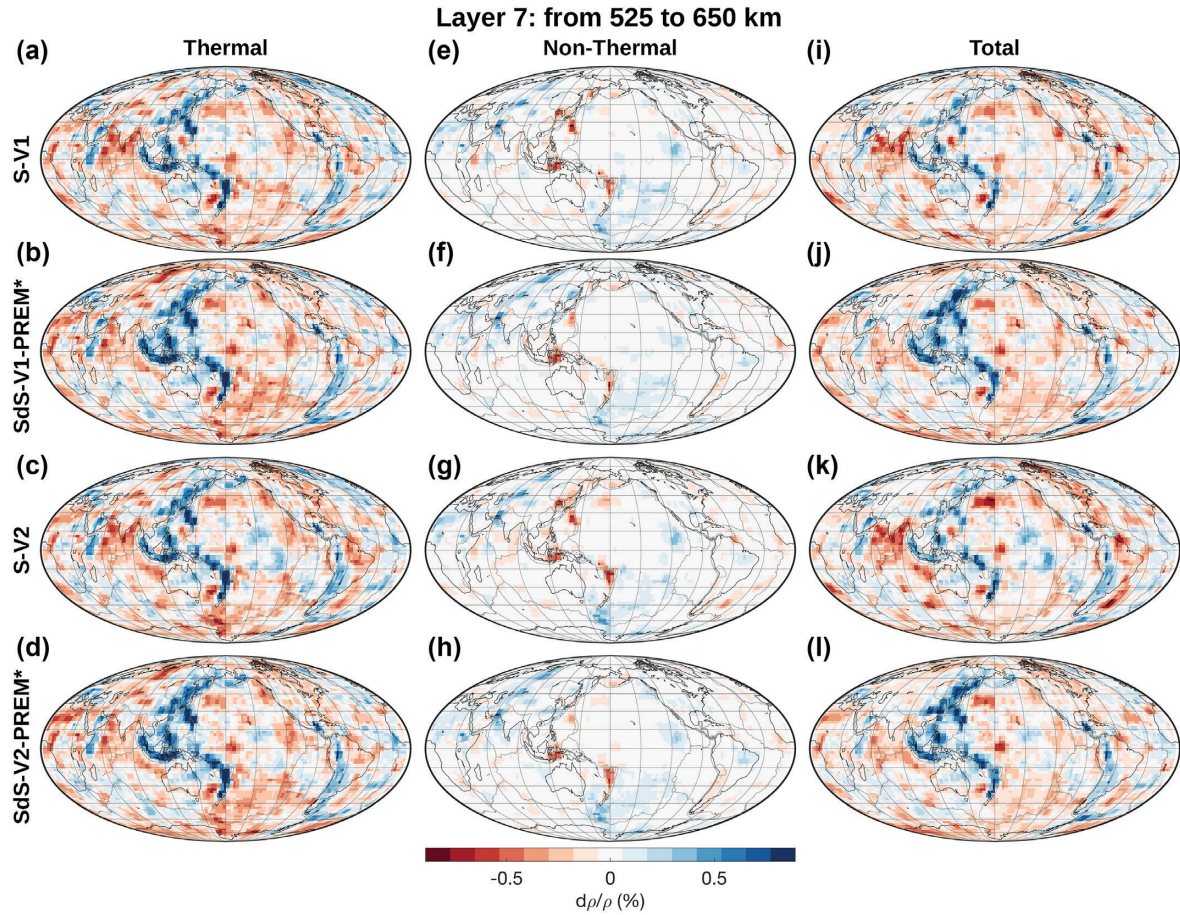 Layer 7: from 525 to 650 km
Thermal Non-Thermal Total
(a) (e) (i)
S-V1
(b) (f) (j)
SdS-V1-PREM*
(c) (g) (k)
S-V2
(d) (h) (l)
SdS-V2-PREM*
-0.5 0 0.5
dρ/ρ (%)